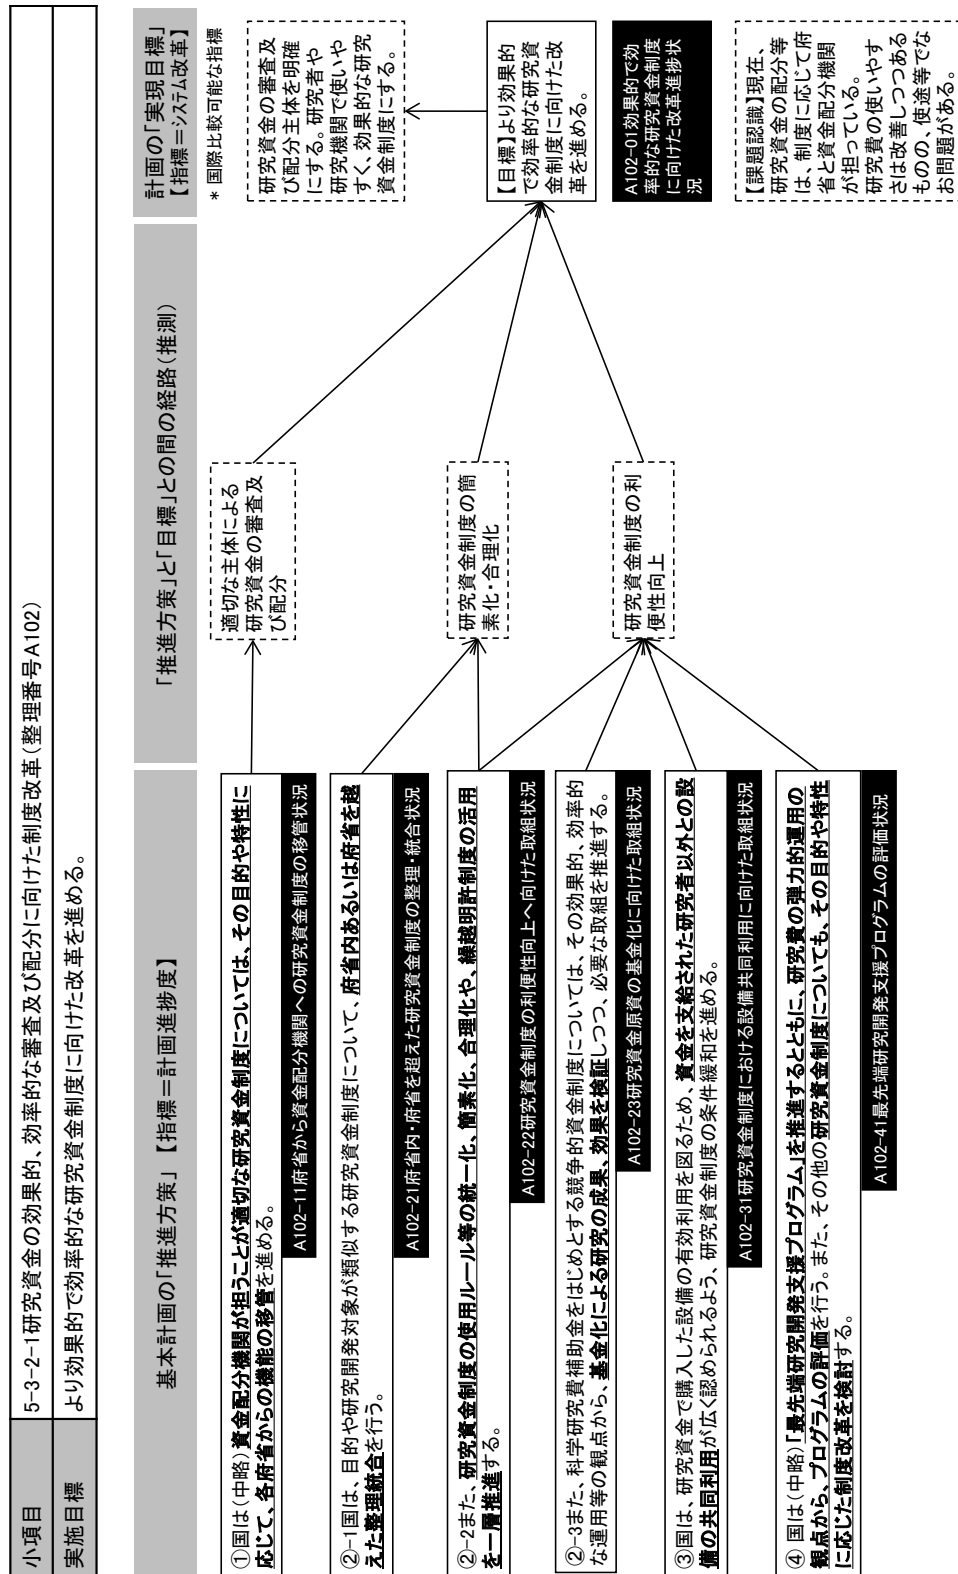 小項目
5-3-2-1研究資金の効果的、効率的な審査及び配分に向けた制度改革(整理番号A102)
実施目標
より効果的で効率的な研究資金制度に向けた改革を進める。
基本計画の「推進方策」【指標=計画進捗度】
「推進方策」と「目標」との間の経路(推測)
計画の「実現目標」
【指標=システム改革】
* 国際比較可能な指標
①国は(中略)資金配分機関が担うことが適切な研究資金制度については、その目的や特性に
応じて、各府省からの機能の移管を進める。
A102-11府省から資金配分機関への研究資金制度の移管状況
②-1国は、目的や研究開発対象が類似する研究資金制度について、府省内あるいは府省を越
えた整理統合を行う。
A102-21府省内・府省を超えた研究資金制度の整理・統合状況
②-2また、研究資金制度の使用ルール等の統一化、簡素化、合理化や、繰越明許制度の活用
を一層推進する。
A102-22研究資金制度の利便性向上へ向けた取組状況
②-3また、科学研究費補助金をはじめとする競争的資金制度については、その効果的、効率的
な運用等の観点から、基金化による研究の成果、効果を検証しつつ、必要な取組を推進する。
A102-23研究資金原資の基金化に向けた取組状況
③国は、研究資金で購入した設備の有効利用を図るため、資金を支給された研究者以外との設
備の共同利用が広く認められるよう、研究資金制度の条件緩和を進める。
A102-31研究資金制度における設備共同利用に向けた取組状況
④ 国は(中略)「最先端研究開発支援プログラム」を推進するとともに、研究費の弾力的運用の
観点から、プログラムの評価を行う。また、その他の研究資金制度についても、その目的や特性
に応じた制度改革を検討する。
A102-41最先端研究開発支援プログラムの評価状況
適切な主体による
研究資金の審査及
び配分
研究資金制度の簡
素化・合理化
研究資金制度の利
便性向上
研究資金の審査及
び配分主体を明確
にする。研究者や
研究機関で使いや
すく、効果的な研究
資金制度にする。
【目標】より効果的
で効率的な研究資
金制度に向けた改
革を進める。
A102-01効果的で効
率的な研究資金制度
に向けた改革進捗状
況
【課題認識】現在、
研究資金の配分等
は、制度に応じて府
省と資金配分機関
が担っている。
研究費の使いやす
さは改善しつつある
ものの、使途等でな
お問題がある。